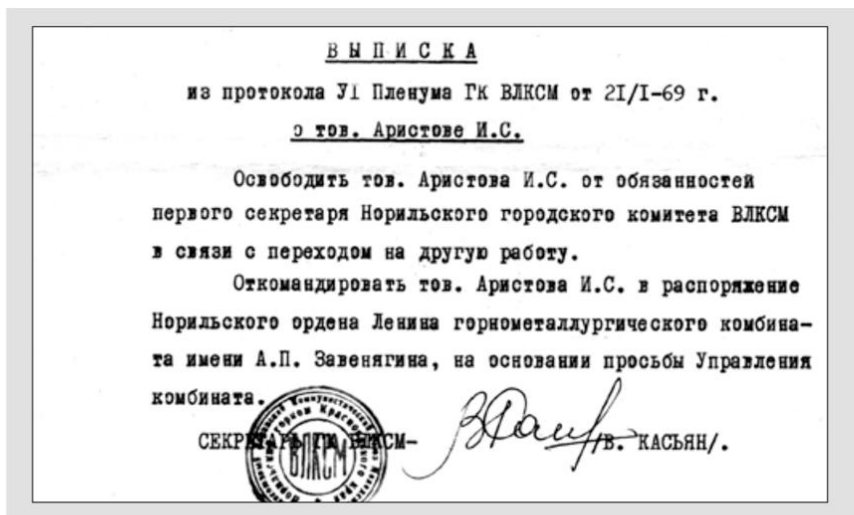 ВЫПИСКА
из протокола У1 Пленума ГК ВЛКСМ от 2I/I-69 г.
о тов. Аристове И.С.
Освободить тов. Аристова И.С. от обязанностей
первого секретаря Норильского городского комитета ВЛКСМ
в связи с переходом на другую работу.
Откомандировать тов. Аристова И.С. в распоряжение
Норильского ордена Ленина горнометаллургического комбина-
та имени А.П. Завенягина, на основании просьбы Управления
комбината.
СЕКРЕТАРЬ ГК ВЛКСМ- /В. КАСЬЯН/.
ВЛКСМ